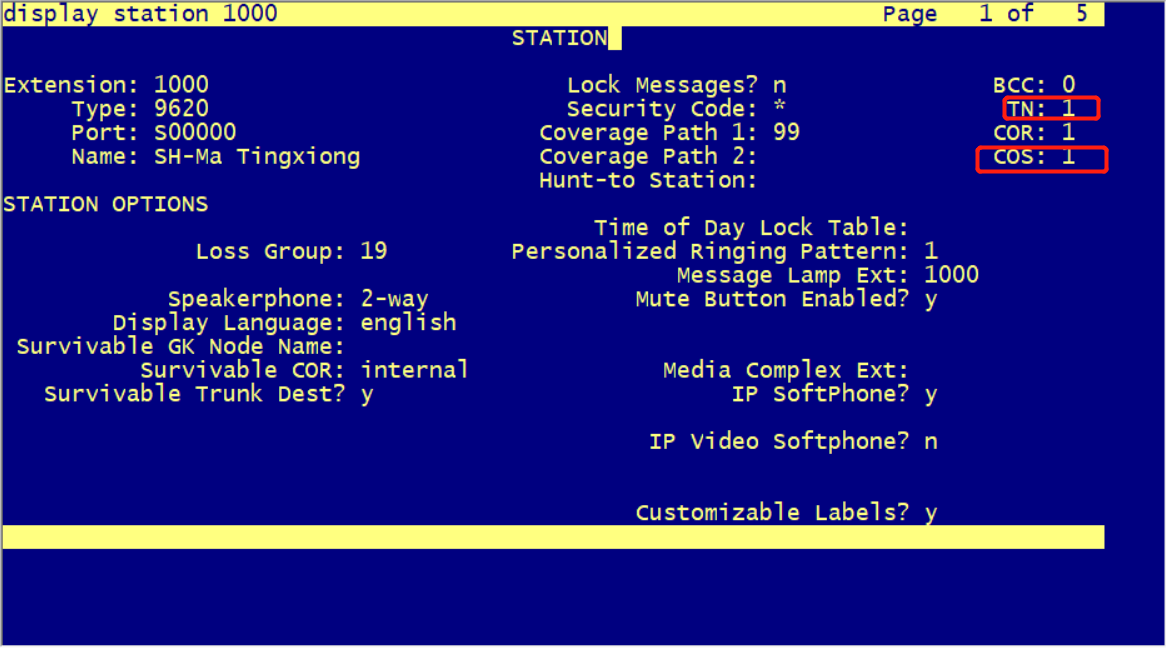 display station 1000 Page 1 of 5
STATION
Extension: 1000 Lock Messages? n BCC: 0
Type: 9620 Security Code: * TN: 1
Port: S00000 Coverage Path 1: 99 COR: 1
Name: SH-Ma Tingxiong Coverage Path 2: COS: 1
Hunt-to Station:
STATION OPTIONS
Time of Day Lock Table:
Loss Group: 19 Personalized Ringing Pattern: 1
Message Lamp Ext: 1000
Speakerphone: 2-way Mute Button Enabled? y
Display Language: english
Survivable GK Node Name:
Survivable COR: internal Media Complex Ext:
Survivable Trunk Dest? y IP SoftPhone? y
IP Video Softphone? n
Customizable Labels? y